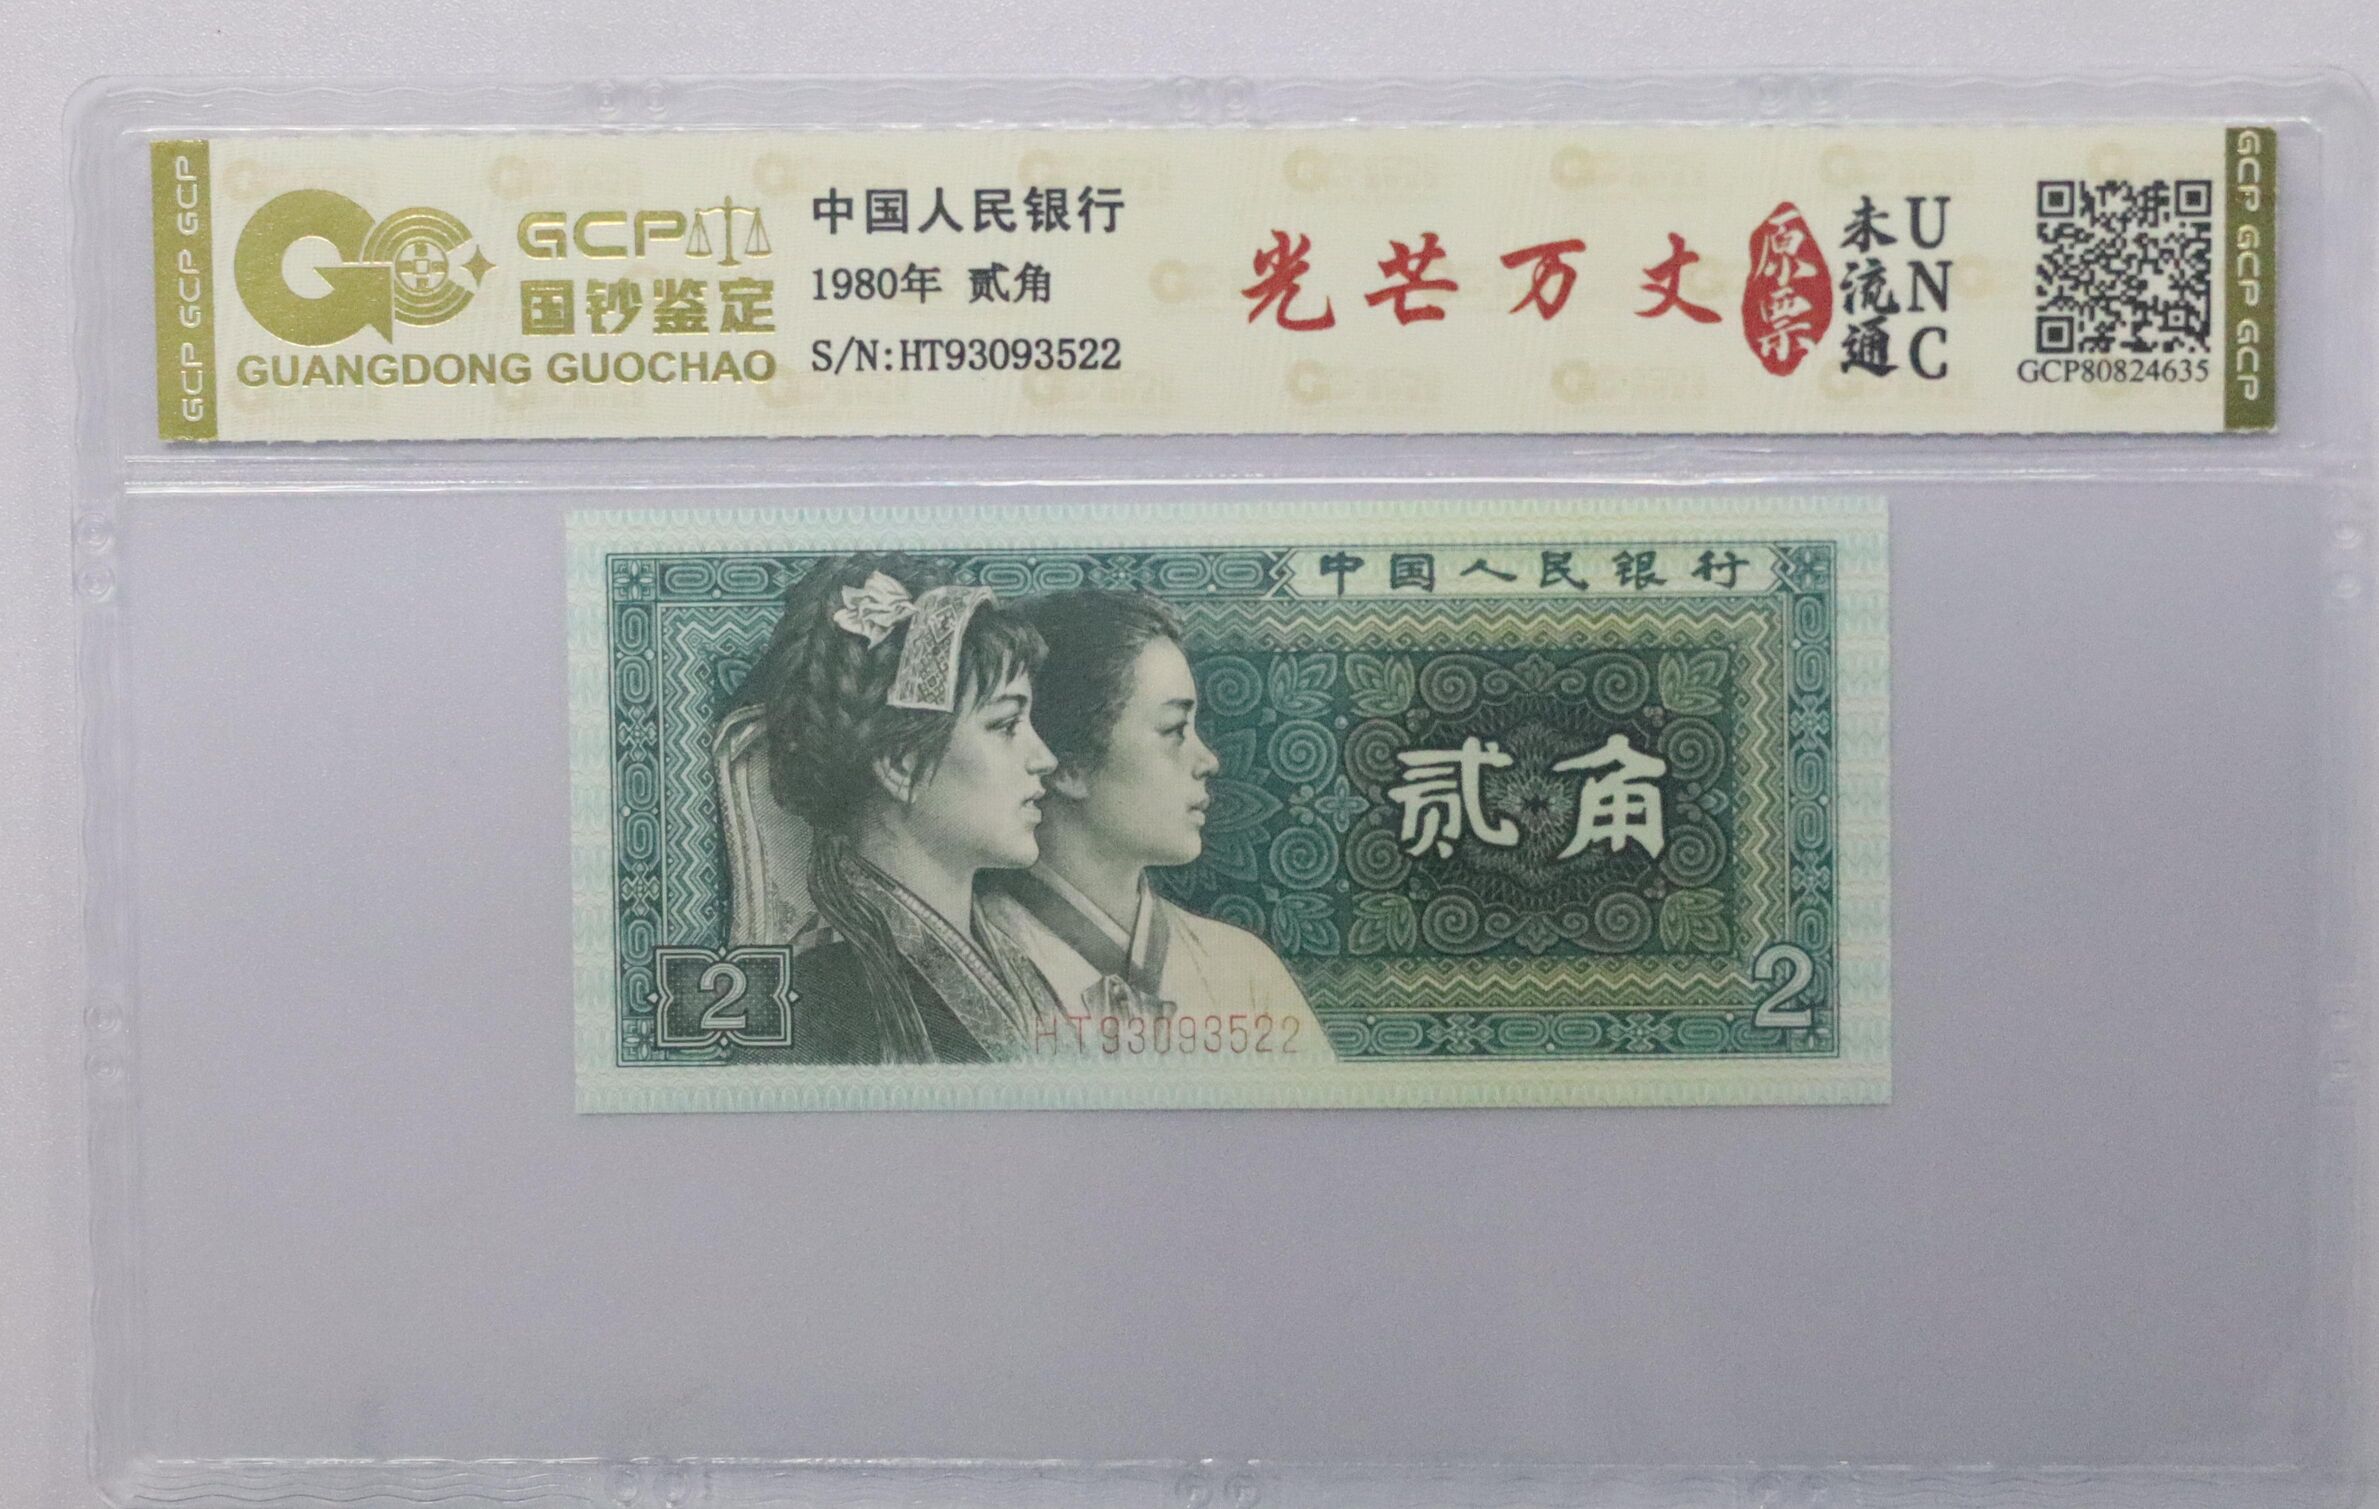 GCP GCP GCP
GCP
国钞鉴定
GUANGDONG GUOCHAO
中国人民银行
1980年 贰角
S/N:HT93093522
光芒万丈
原票
未流通
UNC
GCP80824635
GCP GCP GCP
中国人民银行
贰角
2
2
HT93093522